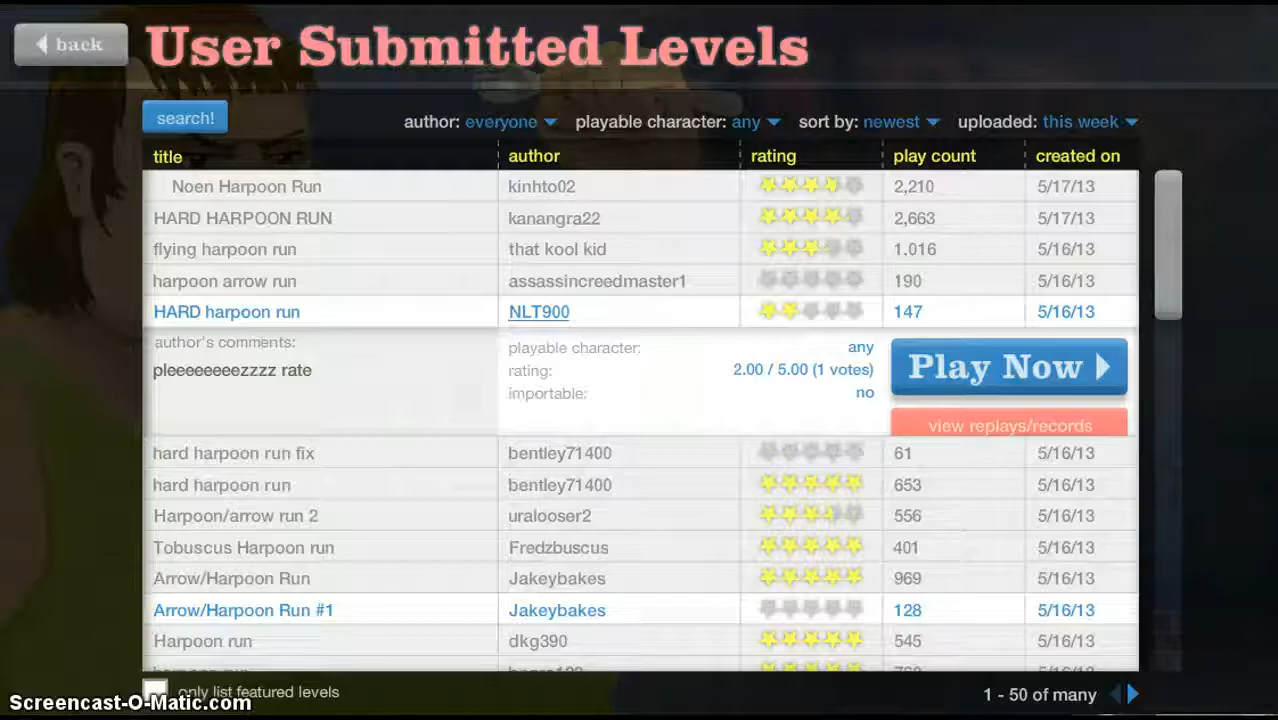 back
User Submitted Levels
search!
author: everyone playable character: any sort by: newest uploaded: this week
title author rating play count created on
Noen Harpoon Run kinhto02 2,210 5/17/13
HARD HARPOON RUN kanangra22 2,663 5/17/13
flying harpoon run that kool kid 1.016 5/16/13
harpoon arrow run assassincreedmaster1 190 5/16/13
HARD harpoon run NLT900 147 5/16/13
author's comments:
pleeeeeeeezzzz rate
playable character: any
rating: 2.00 / 5.00 (1 votes)
importable: no
Play Now
view replays/records
hard harpoon run fix bentley71400 61 5/16/13
hard harpoon run bentley71400 653 5/16/13
Harpoon/arrow run 2 uralooser2 556 5/16/13
Tobuscus Harpoon run Fredzbuscus 401 5/16/13
Arrow/Harpoon Run Jakeybakes 969 5/16/13
Arrow/Harpoon Run #1 Jakeybakes 128 5/16/13
Harpoon run dkg390 545 5/16/13
harpoon run 5/16/13
only list featured levels
1 - 50 of many
Screencast-O-Matic.com